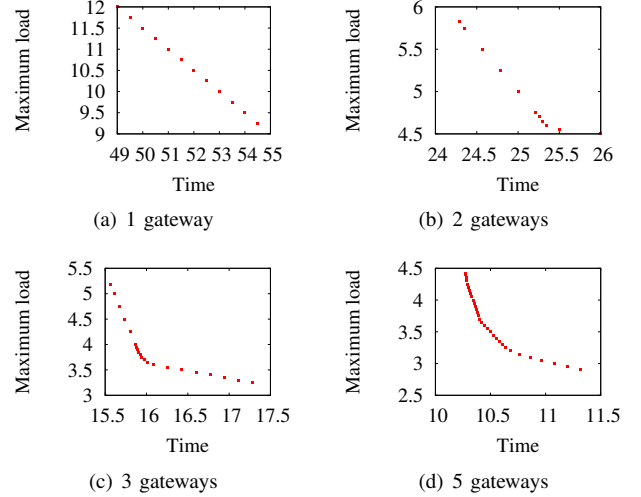 12
11.5
11
10.5
10
9.5
9
Maximum load
49 50 51 52 53 54 55
Time
(a) 1 gateway
6
5.5
5
4.5
Maximum load
24 24.5 25 25.5 26
Time
(b) 2 gateways
5.5
5
4.5
4
3.5
3
Maximum load
15.5 16 16.5 17 17.5
Time
(c) 3 gateways
4.5
4
3.5
3
2.5
Maximum load
10 10.5 11 11.5
Time
(d) 5 gateways